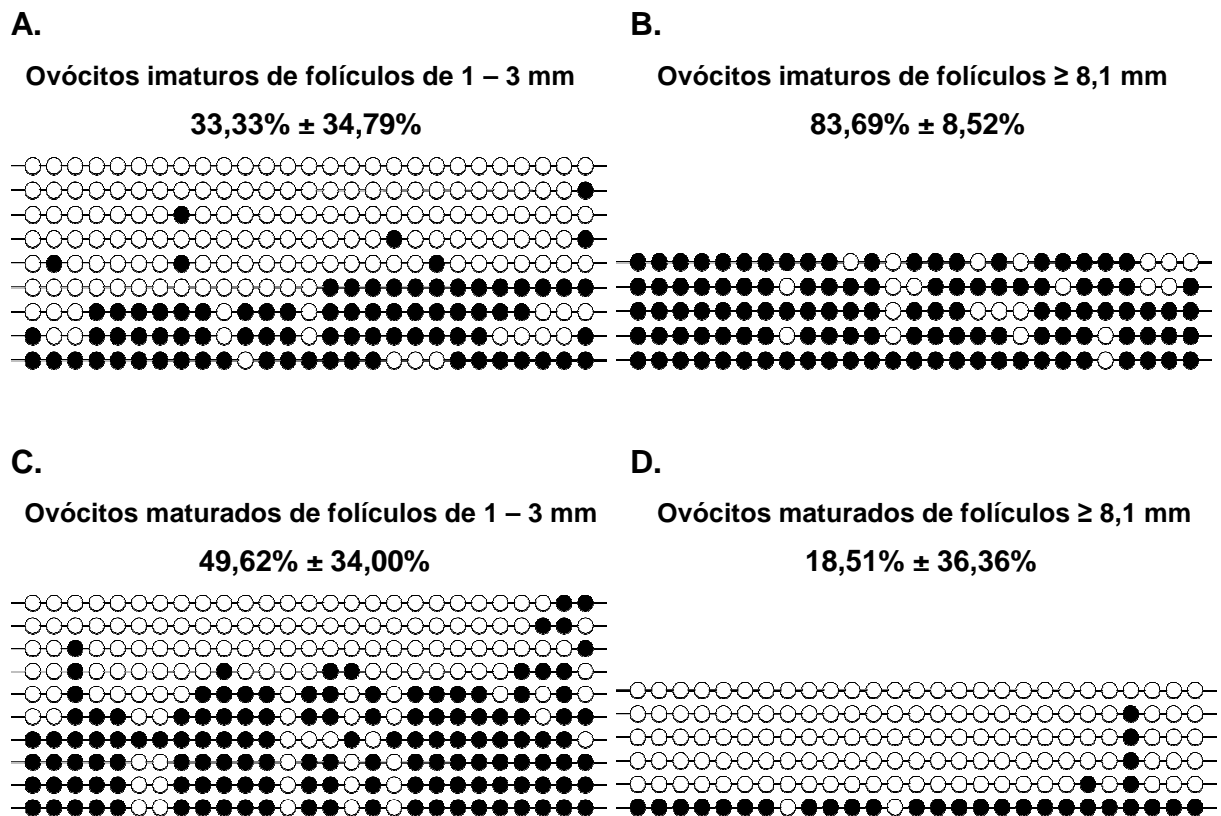 A.
Ovócitos imaturos de folículos de 1 – 3 mm
33,33% ± 34,79%
B.
Ovócitos imaturos de folículos ≥ 8,1 mm
83,69% ± 8,52%
C.
Ovócitos maturados de folículos de 1 – 3 mm
49,62% ± 34,00%
D.
Ovócitos maturados de folículos ≥ 8,1 mm
18,51% ± 36,36%